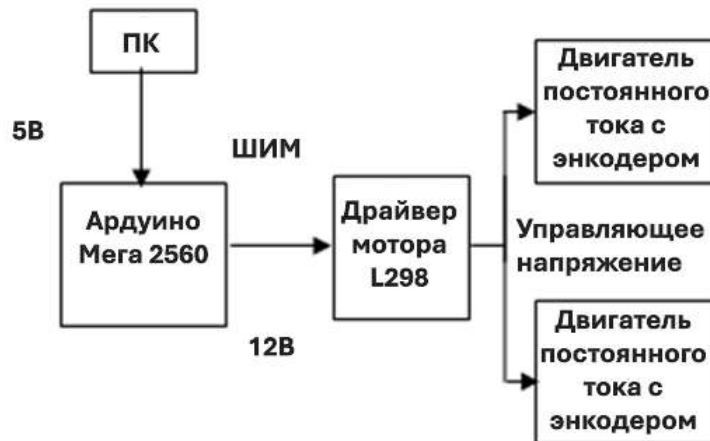 ПК
5В
ШИМ
Ардуино
Мега 2560
12В
Драйвер
мотора
L298
Двигатель
постоянного
тока с
энкодером
Управляющее
напряжение
Двигатель
постоянного
тока с
энкодером